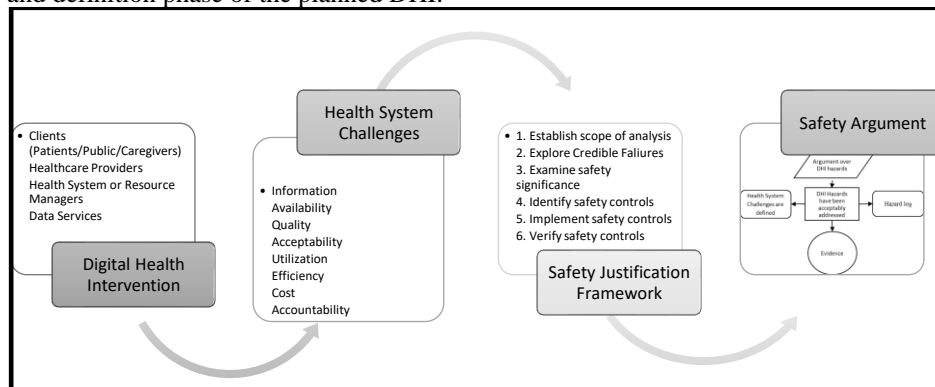 and definition phase of the planned DHI.
• Clients
(Patients/Public/Caregivers)
Healthcare Providers
Health System or Resource
Managers
Data Services
Digital Health
Intervention
Health System
Challenges
• Information
Availability
Quality
Acceptability
Utilization
Efficiency
Cost
Accountability
• 1. Establish scope of analysis
2. Explore Credible Faliures
3. Examine safety
significance
4. Identify safety controls
5. Implement safety controls
6. Verify safety controls
Safety Justification
Framework
Safety Argument
Argument over
DHI hazards
Health System
Challenges are
defined
DHI Hazards
have been
acceptably
addressed
Hazard log
Evidence